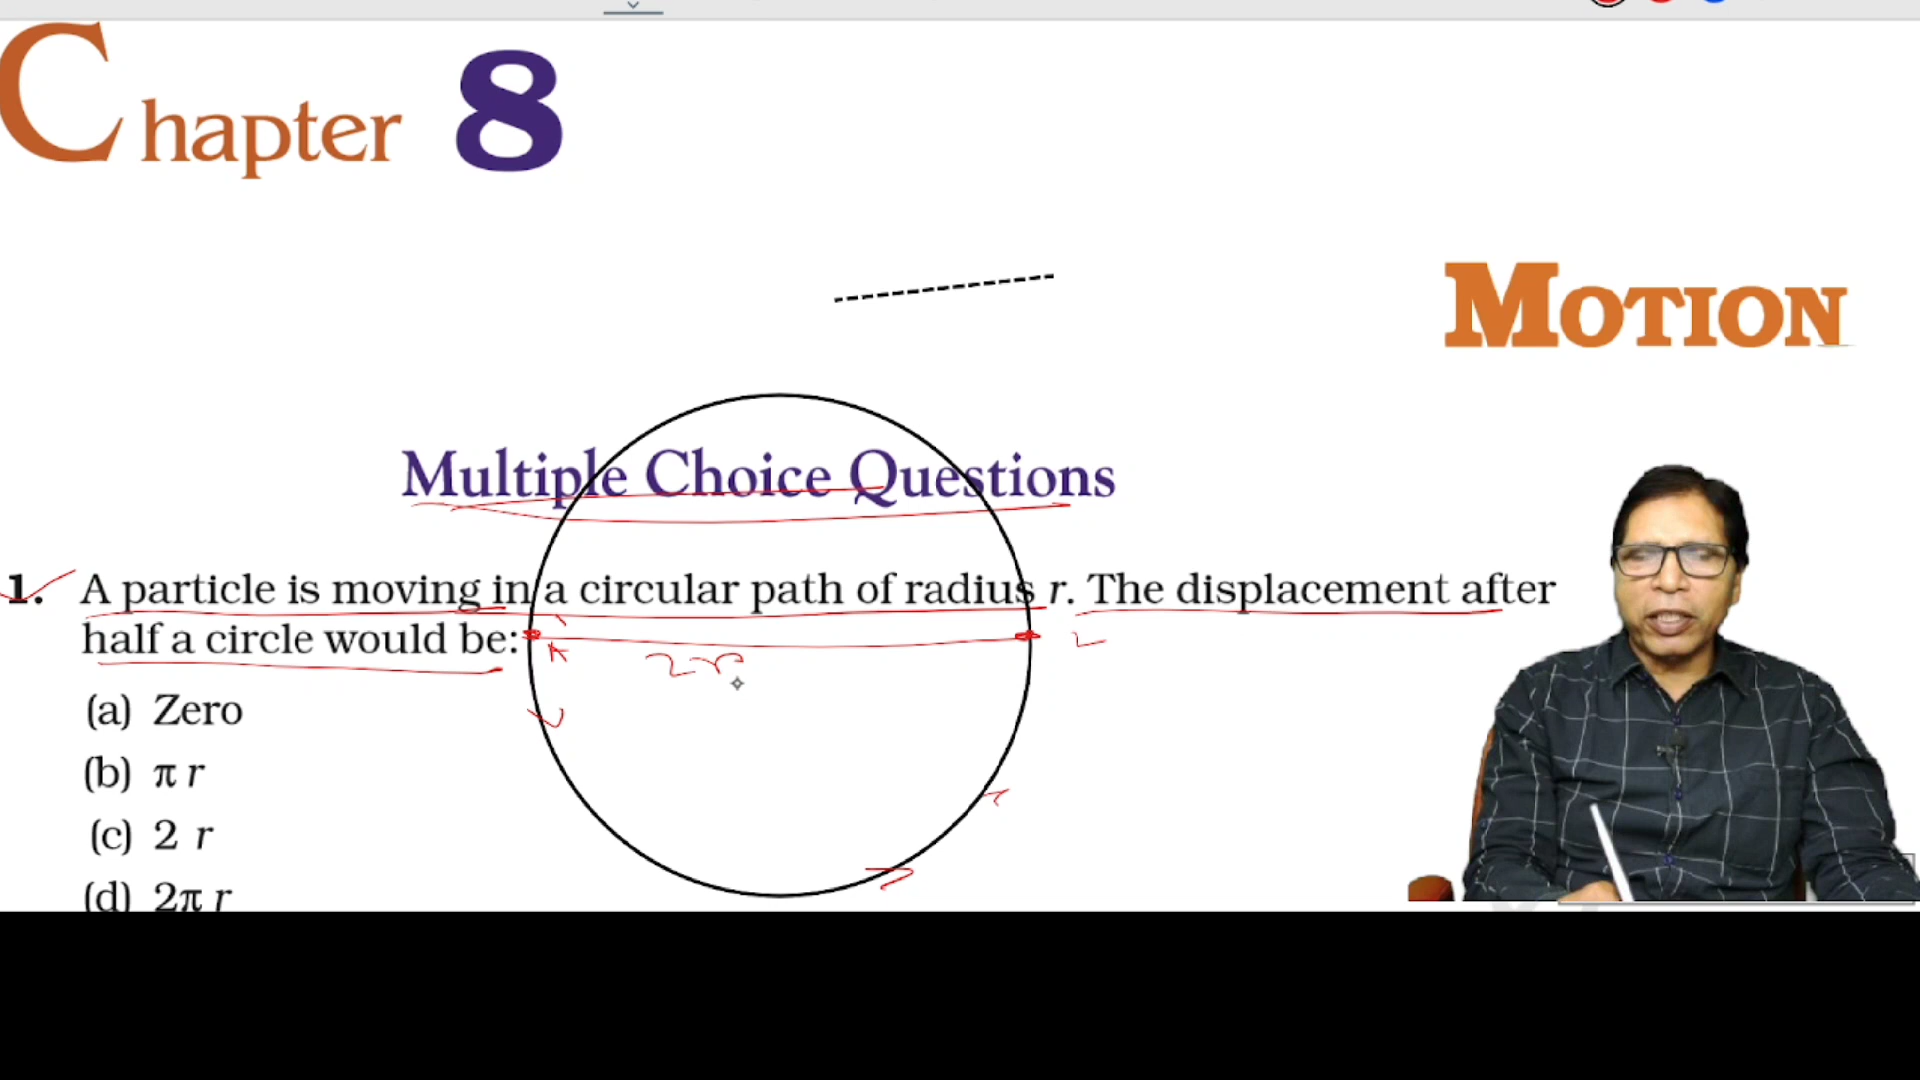 Chapter 8
MOTION
Multiple Choice Questions
1. A particle is moving in a circular path of radius r. The displacement after
half a circle would be:
2r
(a) Zero
(b) π r
(c) 2 r
(d) 2π r